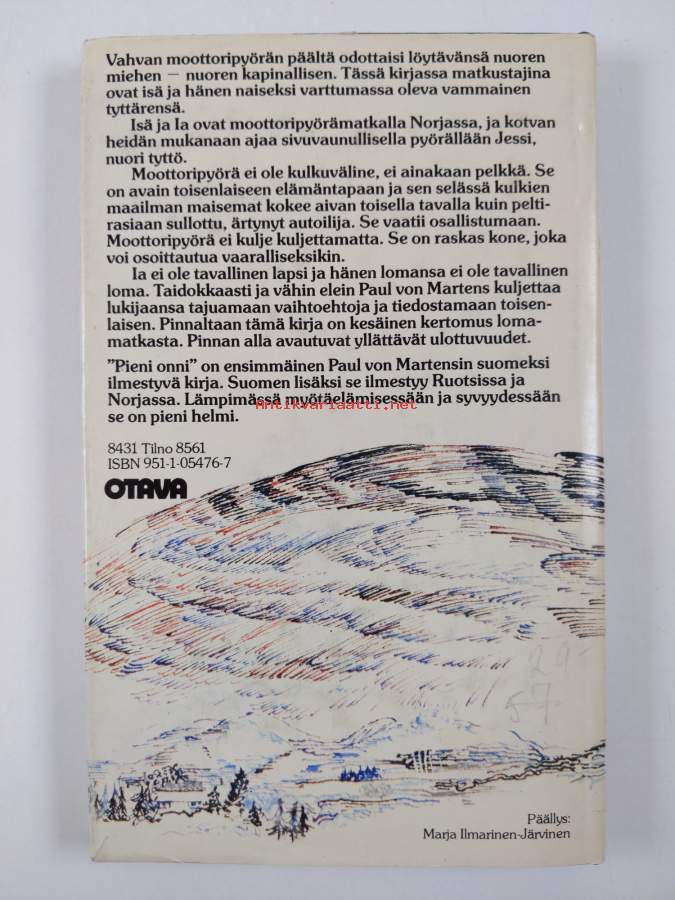 Vahvan moottoripyörän päältä odottaisi löytävänsä nuoren
miehen — nuoren kapinallisen. Tässä kirjassa matkustajina
ovat isä ja hänen naiseksi varttumassa oleva vammainen
tyttärensä.
Isä ja Ia ovat moottoripyörämatkalla Norjassa, ja kotvan
heidän mukanaan ajaa sivuvaunullisella pyörällään Jessi,
nuori tyttö.
Moottoripyörä ei ole kulkuväline, ei ainakaan pelkkä. Se
on avain toisenlaiseen elämäntapaan ja sen selässä kulkien
maailman maisemat kokee aivan toisella tavalla kuin pelti-
rasiaan sullottu, ärtynyt autoilija. Se vaatii osallistumaan.
Moottoripyörä ei kulje kuljettamatta. Se on raskas kone, joka
voi osoittautua vaaralliseksikin.
Ia ei ole tavallinen lapsi ja hänen lomansa ei ole tavallinen
loma. Taidokkaasti ja vähin elein Paul von Martens kuljettaa
lukijaansa tajuamaan vaihtoehtoja ja tiedostamaan toisen-
laisen. Pinnaltaan tämä kirja on kesäinen kertomus loma-
matkasta. Pinnan alla avautuvat yllättävät ulottuvuudet.
"Pieni onni" on ensimmäinen Paul von Martensin suomeksi
ilmestyvä kirja. Suomen lisäksi se ilmestyy Ruotsissa ja
Norjassa. Lämpimässä myötäelämisessään ja syvyydessään
se on pieni helmi.
Antikvariaatti.net
8431 Tilno 8561
ISBN 951-1-05476-7
OTAVA
29-
57-
Päällys:
Marja Ilmarinen-Järvinen